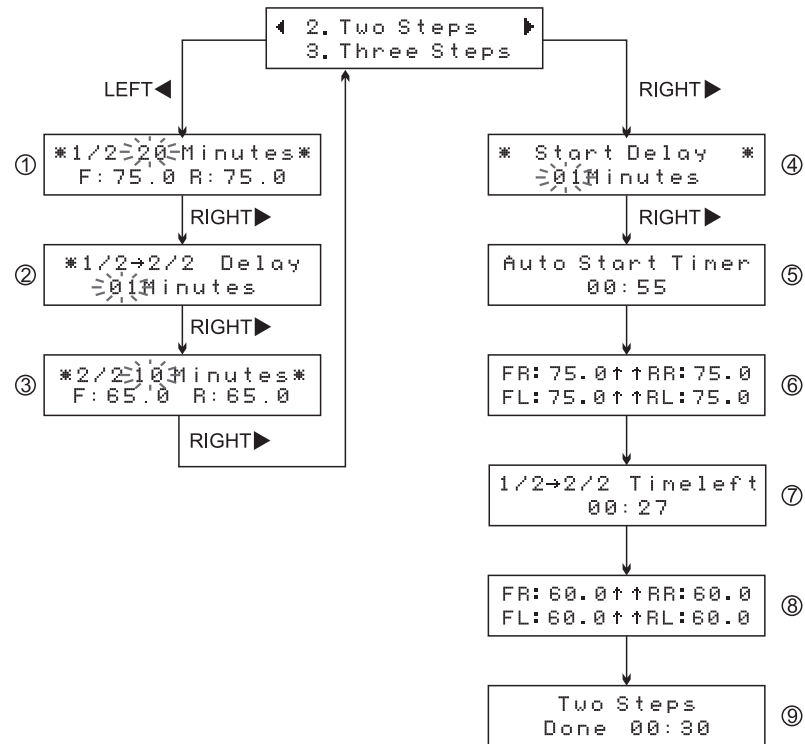 ◀ 2. Two Steps ▶
3. Three Steps
LEFT◀
① *1/2 20 Minutes*
F:75.0 R:75.0
RIGHT▶
② *1/2→2/2 Delay
01 Minutes
RIGHT▶
③ *2/2 10 Minutes*
F:65.0 R:65.0
RIGHT▶
RIGHT▶
* Start Delay * ④
01 Minutes
RIGHT▶
Auto Start Timer ⑤
00:55
FR:75.0↑↑RR:75.0 ⑥
FL:75.0↑↑RL:75.0
1/2→2/2 Timeleft ⑦
00:27
FR:60.0↑↑RR:60.0 ⑧
FL:60.0↑↑RL:60.0
Two Steps ⑨
Done 00:30